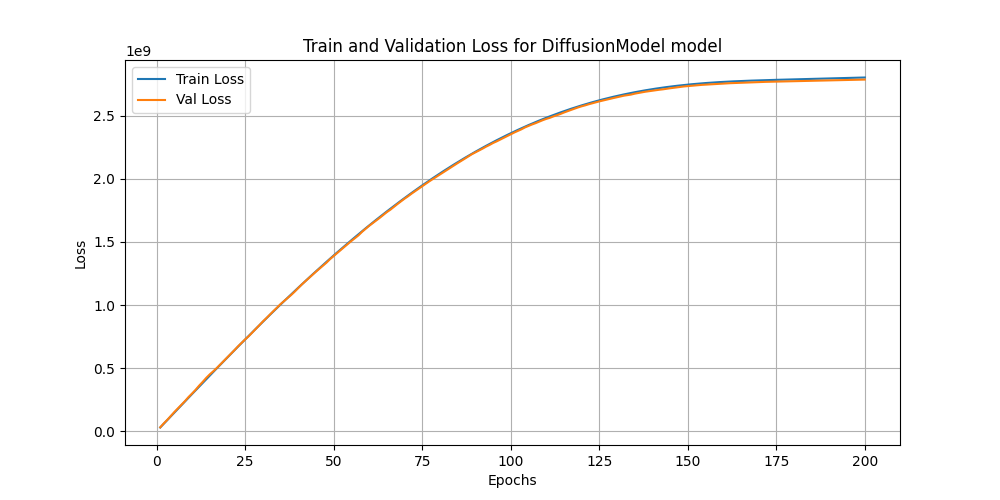 Train and Validation Loss for DiffusionModel model
1e9
Train Loss
Val Loss
2.5
2.0
1.5
1.0
0.5
0.0
Loss
0 25 50 75 100 125 150 175 200
Epochs